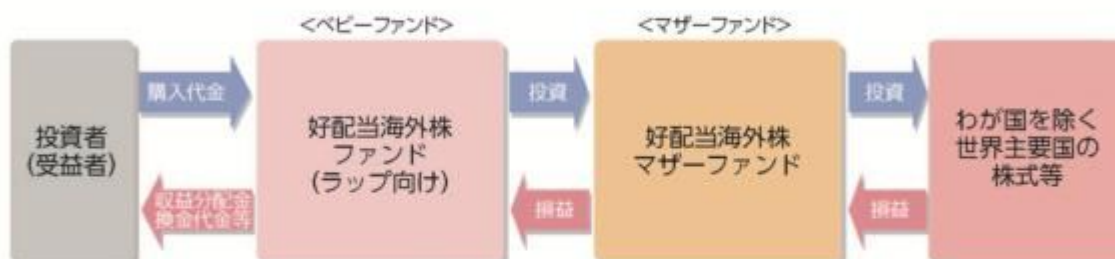 <ベビーファンド>
<マザーファンド>
投資者
(受益者)
購入代金
収益分配金
換金代金等
好配当海外株
ファンド
(ラップ向け)
投資
損益
好配当海外株
マザーファンド
投資
損益
わが国を除く
世界主要国の
株式等